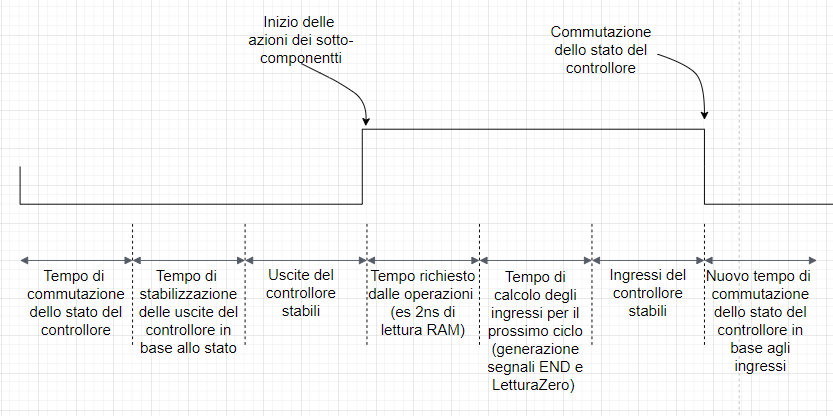 Inizio delle
azioni dei sotto-
componentti
Commutazione
dello stato del
controllore
Tempo di
commutazione
dello stato del
controllore
Tempo di
stabilizzazione
delle uscite del
controllore in
base allo stato
Uscite del
controllore
stabili
Tempo richiesto
dalle operazioni
(es 2ns di
lettura RAM)
Tempo di
calcolo degli
ingressi per il
prossimo ciclo
(generazione
segnali END e
LetturaZero)
Ingressi del
controllore
stabili
Nuovo tempo di
commutazione
dello stato del
controllore in
base agli
ingressi